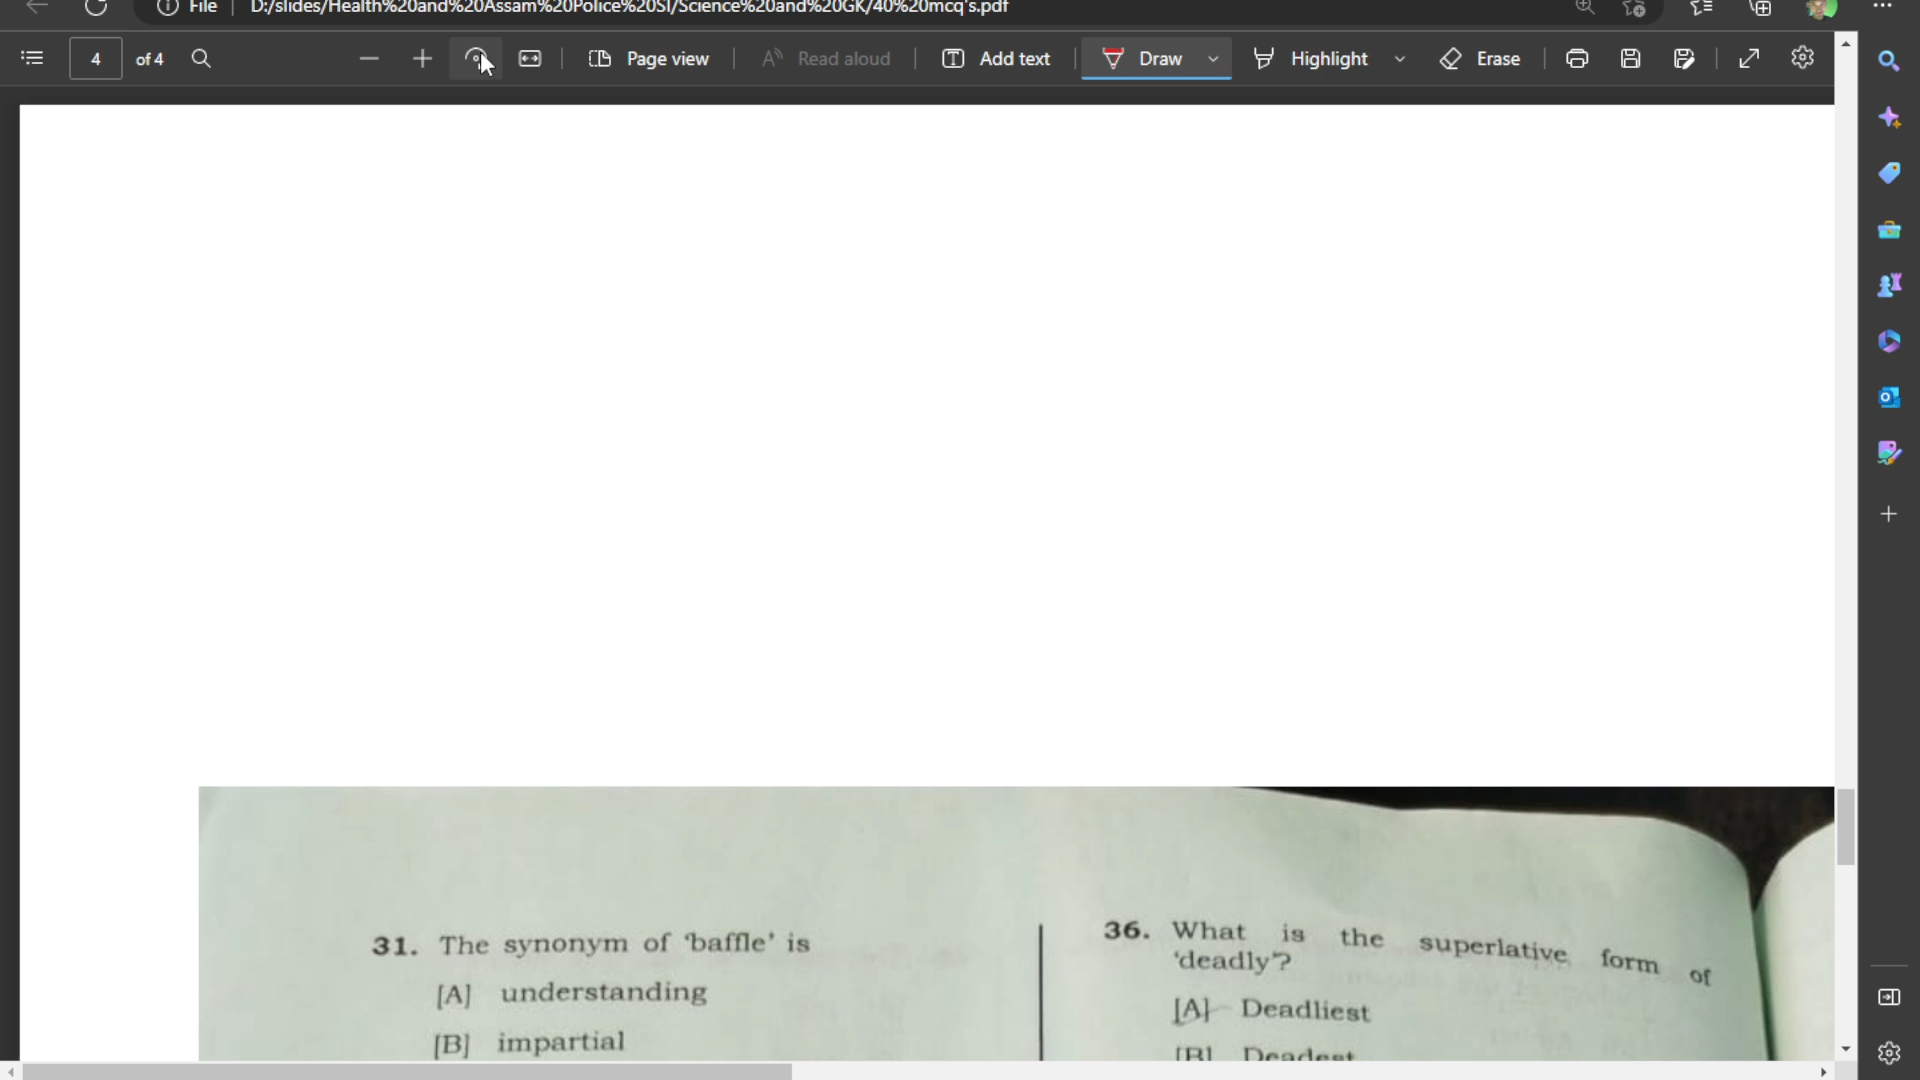 File
D:/slides/Health%20and%20Assam%20Police%20SI/Science%20and%20GK/40%20mcq's.pdf
4 of 4
Page view
Read aloud
Add text
Draw
Highlight
Erase
31. The synonym of 'baffle' is
[A] understanding
[B] impartial
36. What is the superlative form of
'deadly'?
[A] Deadliest
[B] Deadest